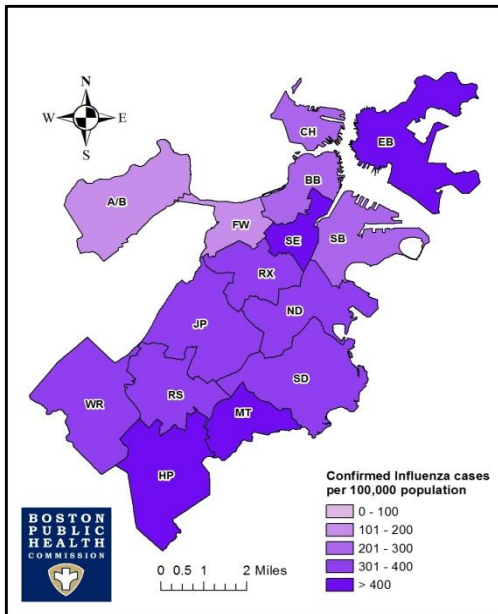 N
W E
S
CH
EB
A/B
BB
FW
SE
SB
RX
JP
ND
WR
RS
SD
MT
HP
Confirmed Influenza cases
per 100,000 population
0 - 100
101 - 200
201 - 300
301 - 400
> 400
BOSTON
PUBLIC
HEALTH
COMMISSION
0 0.5 1 2 Miles